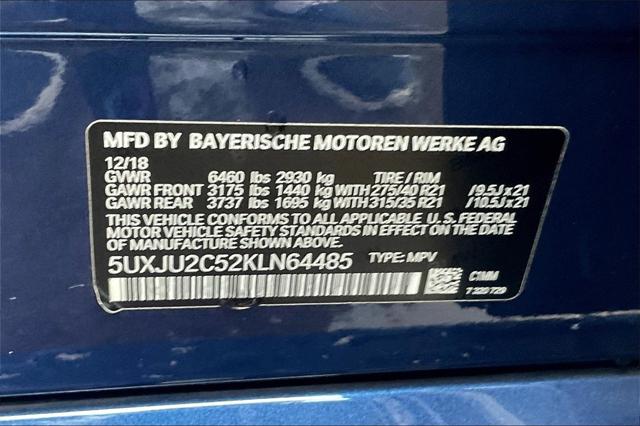 MFD BY BAYERISCHE MOTOREN WERKE AG
12/18
GVWR 6460 lbs 2930 kg TIRE / RIM
GAWR FRONT 3175 lbs 1440 kg WITH 275/40 R21 /9.5J x 21
GAWR REAR 3737 lbs 1695 kg WITH 315/35 R21 /10.5J x 21
THIS VEHICLE CONFORMS TO ALL APPLICABLE U.S. FEDERAL
MOTOR VEHICLE SAFETY STANDARDS IN EFFECT ON THE DATE OF
MANUFACTURE SHOWN ABOVE.
5UXJU2C52KLN64485 TYPE: MPV
C1MM
7 320 729